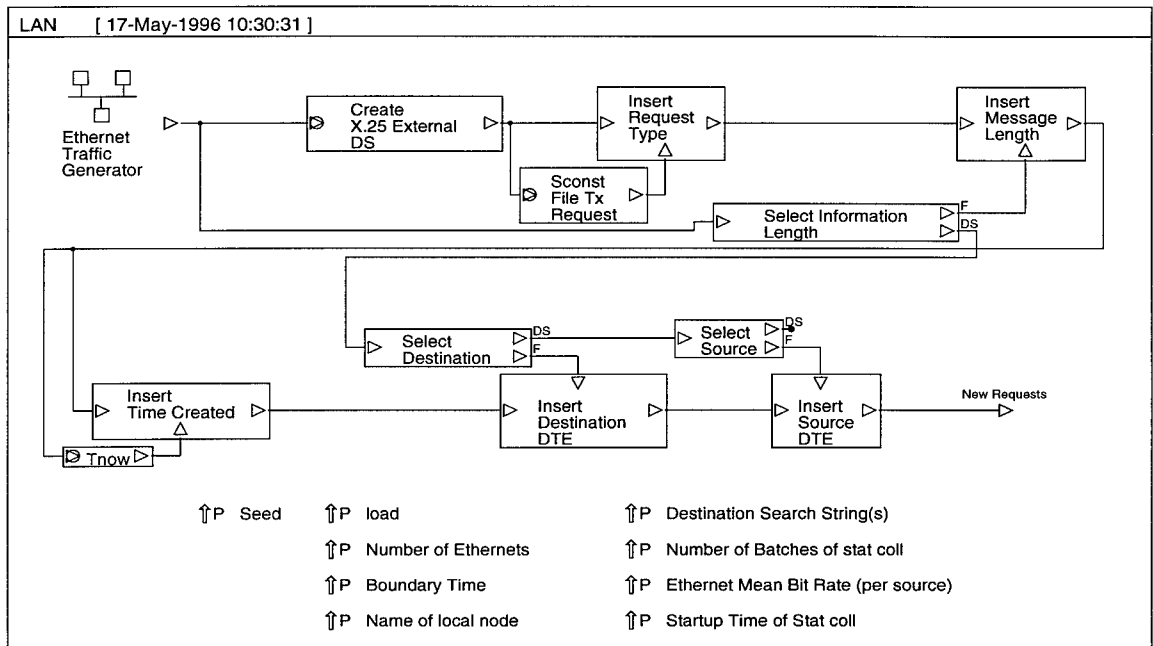 LAN [ 17-May-1996 10:30:31 ]
Ethernet
Traffic
Generator
Create
X.25 External
DS
Insert
Request
Type
Insert
Message
Length
Sconst
File Tx
Request
Select Information
Length
F
DS
Select
Destination
DS
F
Select
Source
DS
F
Insert
Time Created
Tnow
Insert
Destination
DTE
Insert
Source
DTE
New Requests
⇧P Seed
⇧P load
⇧P Number of Ethernets
⇧P Boundary Time
⇧P Name of local node
⇧P Destination Search String(s)
⇧P Number of Batches of stat coll
⇧P Ethernet Mean Bit Rate (per source)
⇧P Startup Time of Stat coll